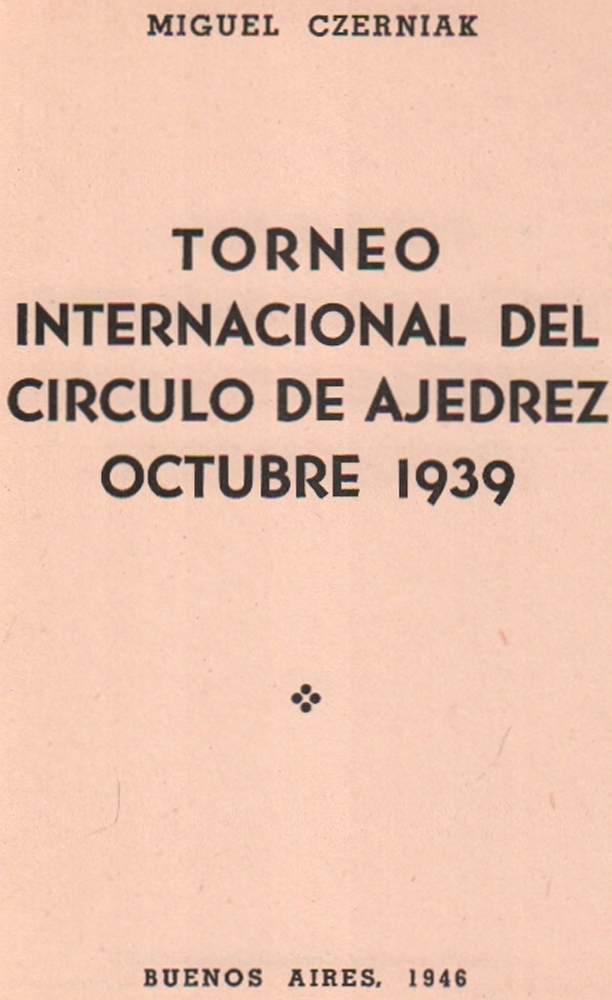 MIGUEL CZERNIAK
TORNEO
INTERNACIONAL DEL
CIRCULO DE AJEDREZ
OCTUBRE 1939
BUENOS AIRES, 1946